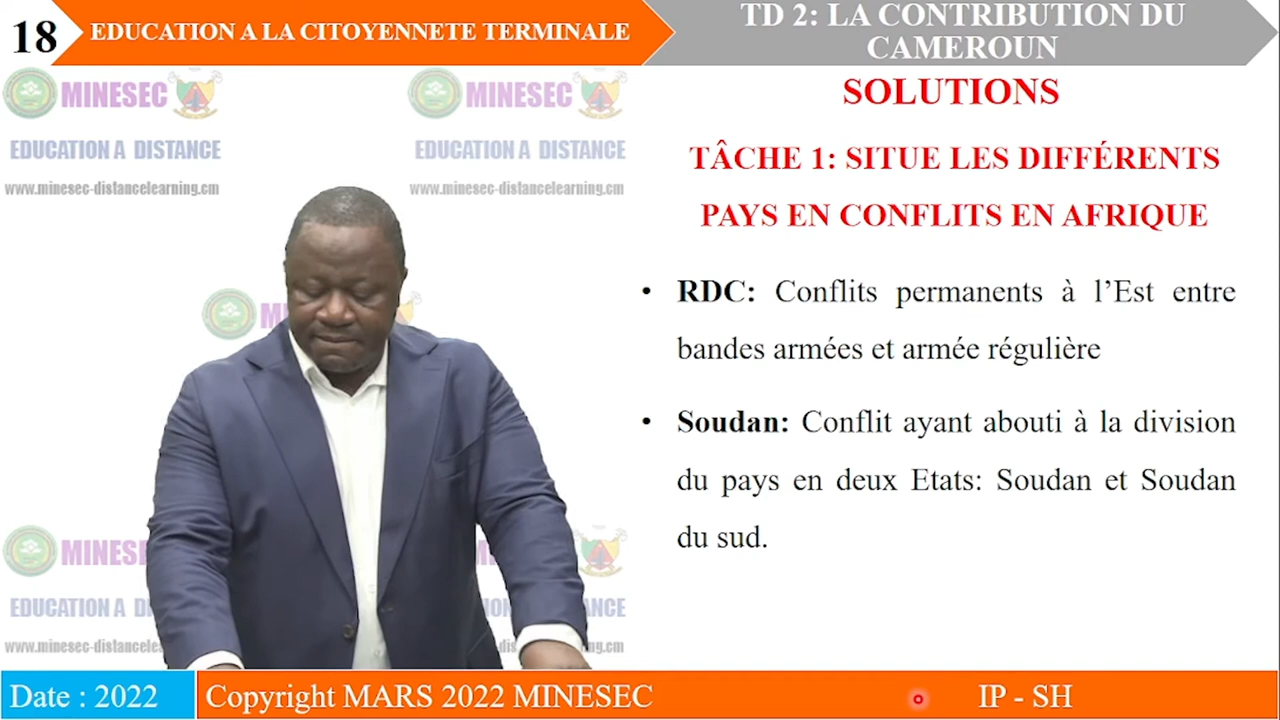 18
EDUCATION A LA CITOYENNETE TERMINALE
TD 2: LA CONTRIBUTION DU
CAMEROUN
MINESEC
MINESEC
EDUCATION A DISTANCE
EDUCATION A DISTANCE
www.minesec-distancelearning.cm
www.minesec-distancelearning.cm
SOLUTIONS
TÂCHE 1: SITUE LES DIFFÉRENTS
PAYS EN CONFLITS EN AFRIQUE
• RDC: Conflits permanents à l’Est entre
bandes armées et armée régulière
• Soudan: Conflit ayant abouti à la division
du pays en deux Etats: Soudan et Soudan
du sud.
MINESEC
EDUCATION A
Date : 2022
Copyright MARS 2022 MINESEC
IP - SH